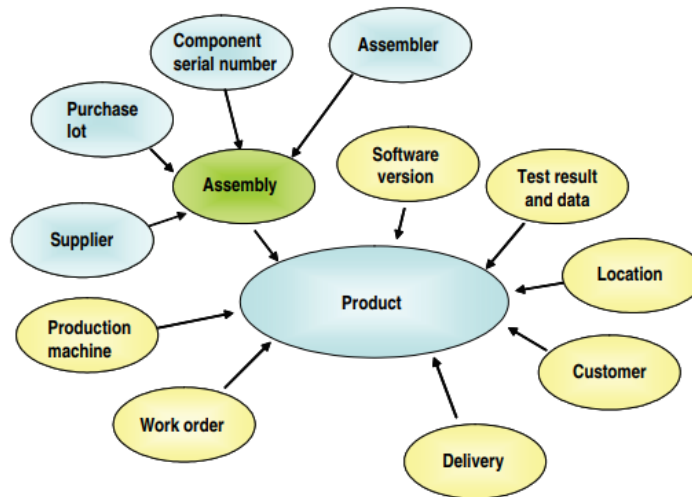 Component
serial number
Assembler
Purchase
lot
Software
version
Assembly
Test result
and data
Supplier
Location
Product
Production
machine
Customer
Work order
Delivery